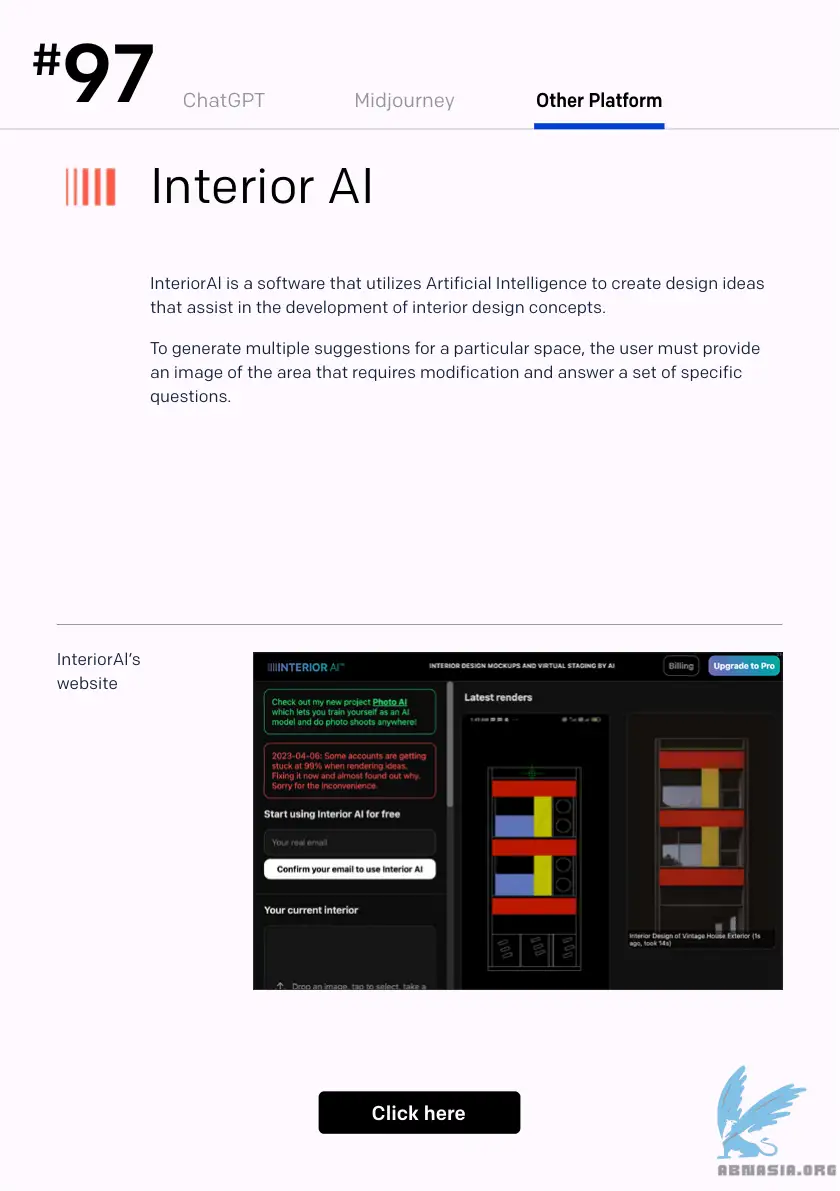 #97
ChatGPT
Midjourney
Other Platform
Interior AI
InteriorAI is a software that utilizes Artificial Intelligence to create design ideas
that assist in the development of interior design concepts.
To generate multiple suggestions for a particular space, the user must provide
an image of the area that requires modification and answer a set of specific
questions.
InteriorAI's
website
INTERIOR AI™
INTERIOR DESIGN MOCKUPS AND VIRTUAL STAGING BY AI
Billing
Upgrade to Pro
Check out my new project Photo AI
which lets you train yourself as an AI
model and do photo shoots anywhere!
2023-04-06: Some accounts are getting
stuck at 99% when rendering ideas.
Fixing it now and almost found out why.
Sorry for the inconvenience.
Start using Interior AI for free
Your real email
Confirm your email to use Interior AI
Your current interior
Drop an image, tap to select, take a
Latest renders
Interior Design of Vintage House Exterior (1s
ago, took 14s)
Click here
ABMASIA.ORG